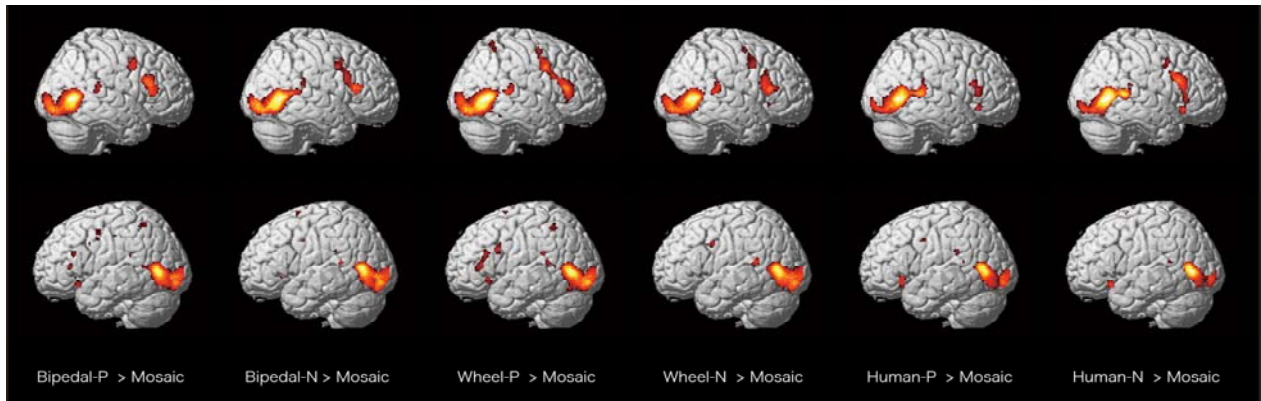 Bipedal-P > Mosaic
Bipedal-N > Mosaic
Wheel-P > Mosaic
Wheel-N > Mosaic
Human-P > Mosaic
Human-N > Mosaic